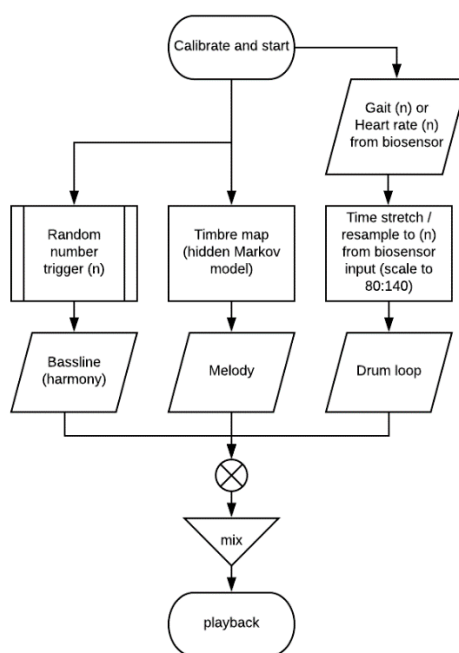 Calibrate and start
Gait (n) or
Heart rate (n)
from biosensor
Random
number
trigger (n)
Timbre map
(hidden Markov
model)
Time stretch /
resample to (n)
from biosensor
input (scale to
80:140)
Bassline
(harmony)
Melody
Drum loop
mix
playback